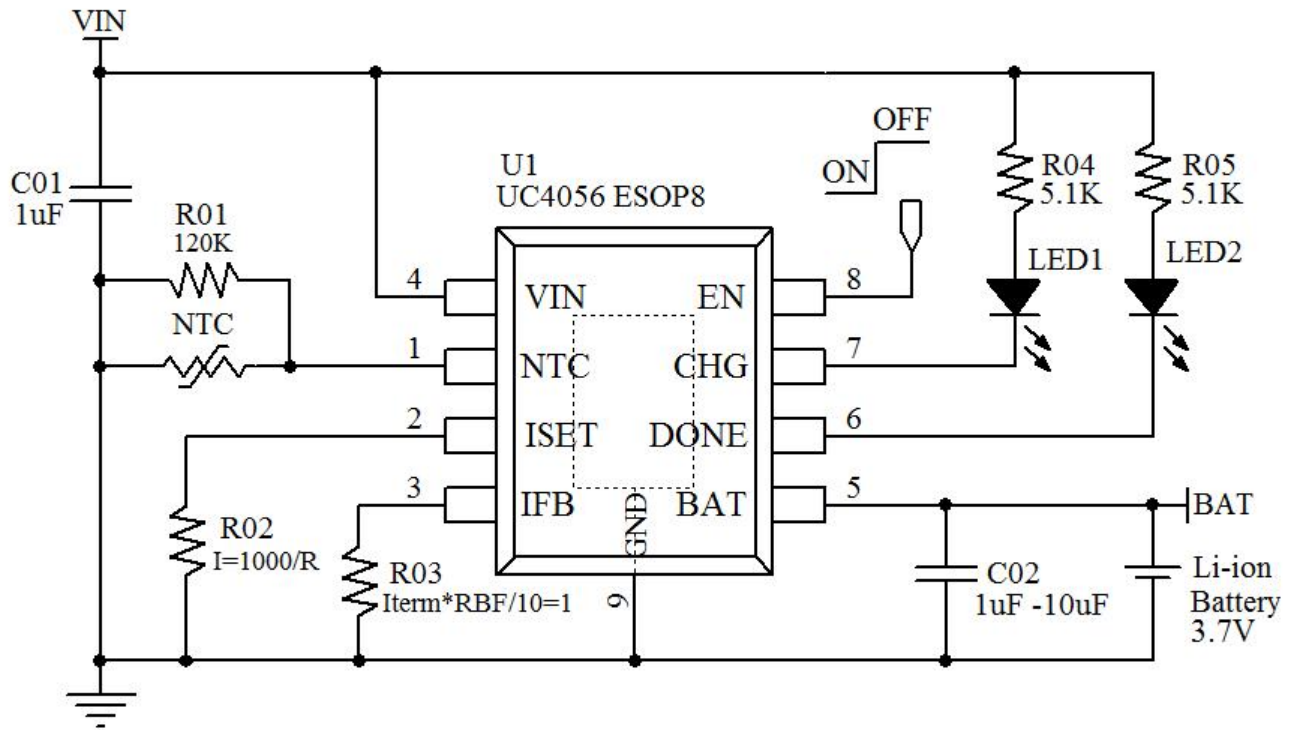 VIN
C01
1uF
R01
120K
NTC
U1
UC4056 ESOP8
ON
OFF
R04
5.1K
R05
5.1K
LED1
LED2
4
VIN
EN
8
1
NTC
CHG
7
2
ISET
DONE
6
3
IFB
GND
BAT
5
BAT
R02
I=1000/R
R03
Iterm*RBF/10=1
9
C02
1uF -10uF
Li-ion
Battery
3.7V